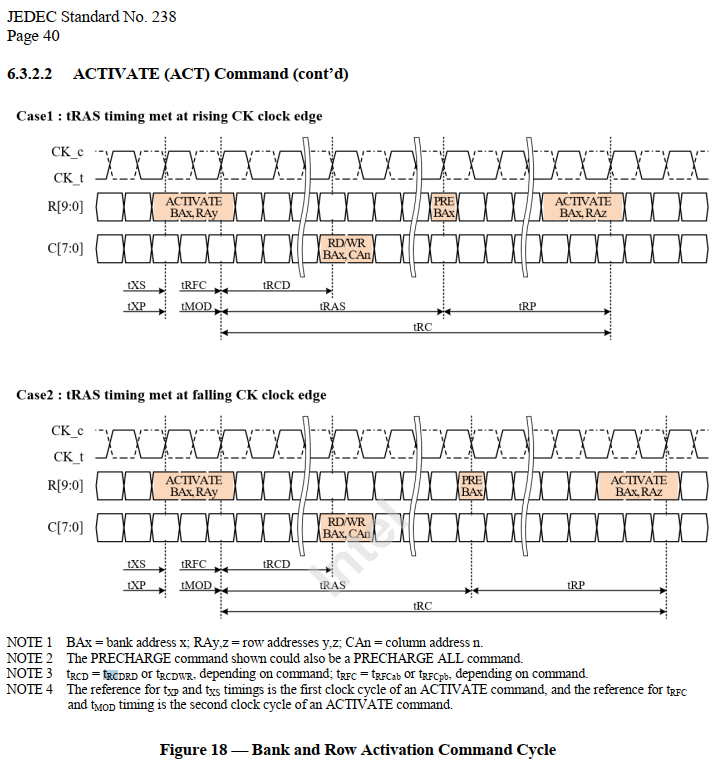 JEDEC Standard No. 238
Page 40
6.3.2.2 ACTIVATE (ACT) Command (cont’d)
Case1 : tRAS timing met at rising CK clock edge
CK_c
CK_t
R[9:0]
ACTIVATE
BAx, RAy
PRE
BAx
ACTIVATE
BAx, RAz
C[7:0]
RD/WR
BAx, CAn
tXS tRFC tRCD
tXP tMOD tRAS tRP
tRC
Case2 : tRAS timing met at falling CK clock edge
CK_c
CK_t
R[9:0]
ACTIVATE
BAx, RAy
PRE
BAx
ACTIVATE
BAx, RAz
C[7:0]
RD/WR
BAx, CAn
Intel
tXS tRFC tRCD
tXP tMOD tRAS tRP
tRC
NOTE 1 BAx = bank address x; RAy,z = row addresses y,z; CAn = column address n.
NOTE 2 The PRECHARGE command shown could also be a PRECHARGE ALL command.
NOTE 3 tRCD = tRCDRD or tRCDWR, depending on command; tRFC = tRFCab or tRFCpb, depending on command.
NOTE 4 The reference for tXP and tXS timings is the first clock cycle of an ACTIVATE command, and the reference for tRFC
and tMOD timing is the second clock cycle of an ACTIVATE command.
Figure 18 — Bank and Row Activation Command Cycle